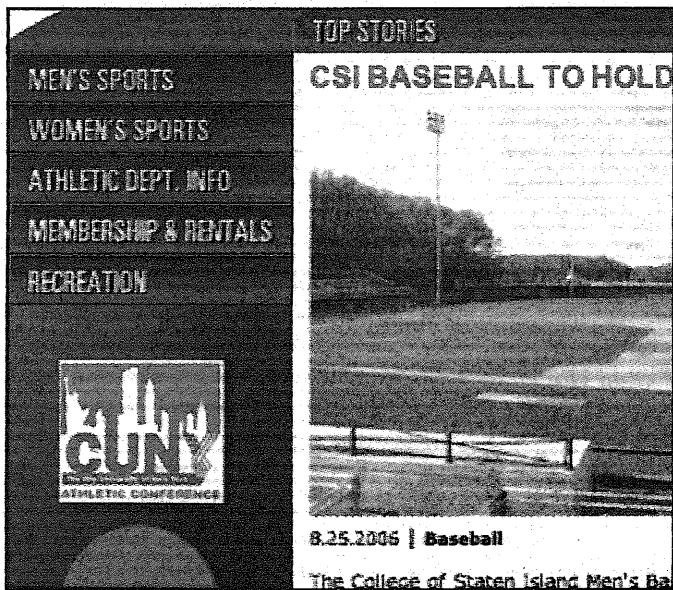 TOP STORIES
MEN'S SPORTS
WOMEN'S SPORTS
ATHLETIC DEPT. INFO
MEMBERSHIP & RENTALS
RECREATION
CUNY
ATHLETIC CONFERENCE
CSI BASEBALL TO HOLD
8.25.2006 | Baseball
The College of Staten Island Men's Ba